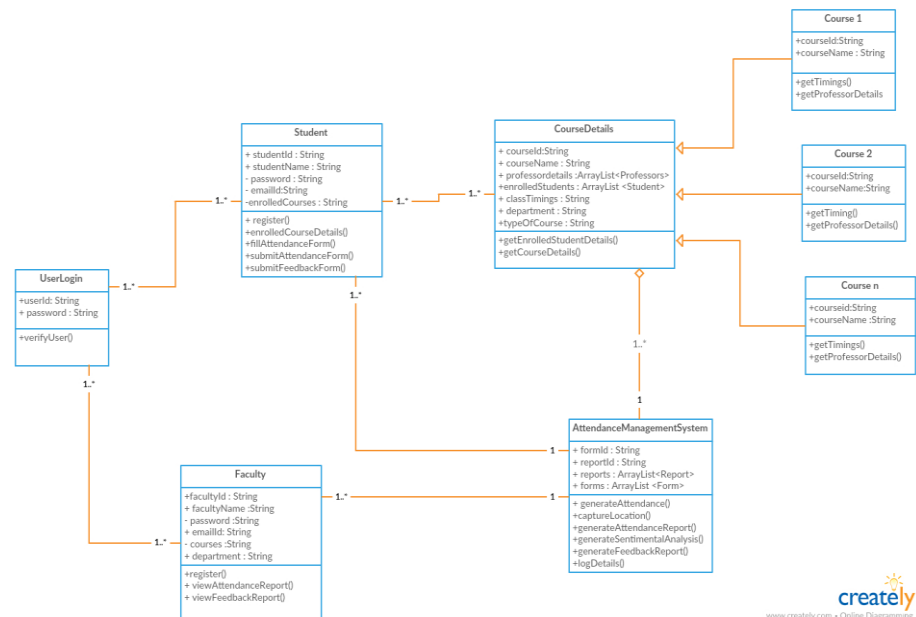 Course 1
+courseId:String
+courseName : String
+getTimings()
+getProfessorDetails
Student
+ studentId : String
+ studentName : String
- password : String
- emailId:String
-enrolledCourses : String
+ register()
+enrolledCourseDetails()
+fillAttendanceForm()
+submitAttendanceForm()
+submitFeedbackForm()
CourseDetails
+ courseId:String
+ courseName : String
+ professordetails :ArrayList<Professors>
+enrolledStudents : ArrayList <Student>
+ classTimings : String
+ department : String
+typeOfCourse : String
+getEnrolledStudentDetails()
+getCourseDetails()
Course 2
+courseId:String
+courseName:String
+getTiming()
+getProfessorDetails()
1..*
1..*
1..*
UserLogin
+userId: String
+ password : String
+verifyUser()
1..*
1..*
Course n
+courseid:String
+courseName :String
+getTimings()
+getProfessorDetails()
1..*
1..*
1
AttendanceManagementSystem
+ formId : String
+ reportId : String
+ reports : ArrayList<Report>
+ forms : ArrayList <Form>
+ generateAttendance()
+captureLocation()
+generateAttendanceReport()
+generateSentimentalAnalysis()
+generateFeedbackReport()
+logDetails()
1
Faculty
+facultyId : String
+ facultyName :String
- password :String
+ emailId: String
- courses :String
+ department : String
+register()
+ viewAttendanceReport()
+ viewFeedbackReport()
1..*
1
1..*
creately
www.creately.com • Online Diagramming